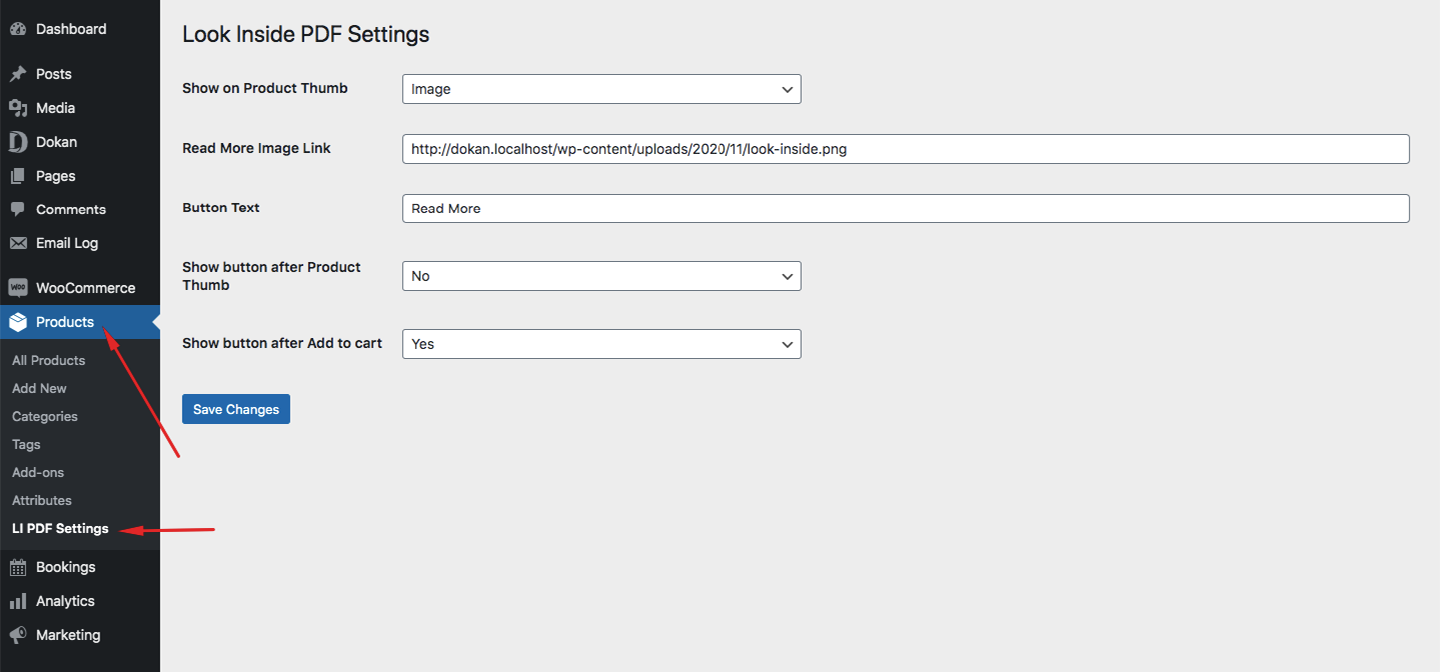 Dashboard
Posts
Media
Dokan
Pages
Comments
Email Log
WOO
WooCommerce
Products
All Products
Add New
Categories
Tags
Add-ons
Attributes
LI PDF Settings
Bookings
Analytics
Marketing
Look Inside PDF Settings
Show on Product Thumb
Image
Read More Image Link
http://dokan.localhost/wp-content/uploads/2020/11/look-inside.png
Button Text
Read More
Show button after Product
Thumb
No
Show button after Add to cart
Yes
Save Changes